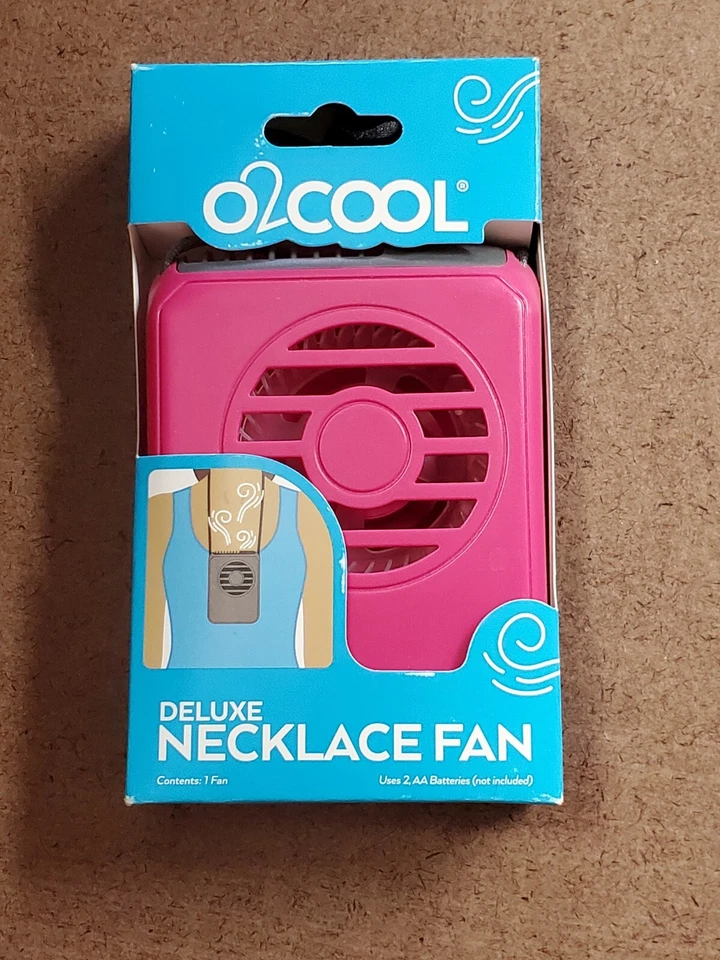 O2COOL®
DELUXE
NECKLACE FAN
Contents: 1 Fan
Uses 2, AA Batteries (not included)